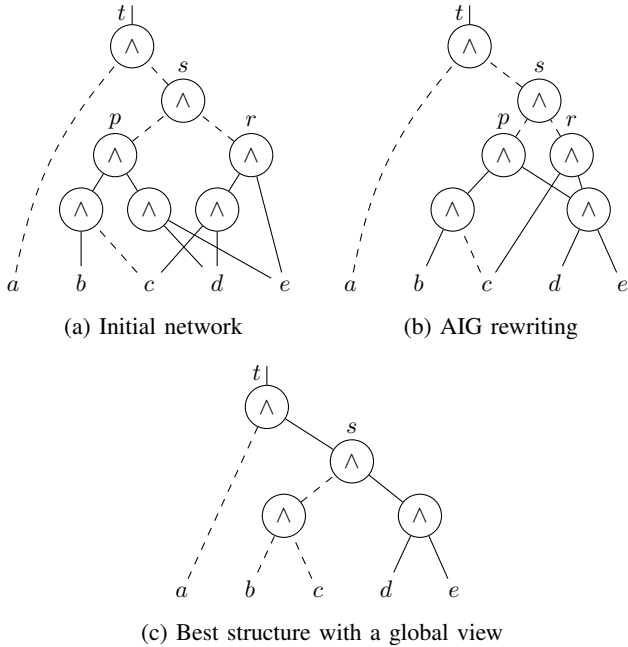 t t
∧ ∧
s s
∧ ∧
p r p r
∧ ∧ ∧ ∧
∧ ∧ ∧ ∧ ∧
a b c d e a b c d e
(a) Initial network (b) AIG rewriting
t
∧
s
∧
∧ ∧
a b c d e
(c) Best structure with a global view